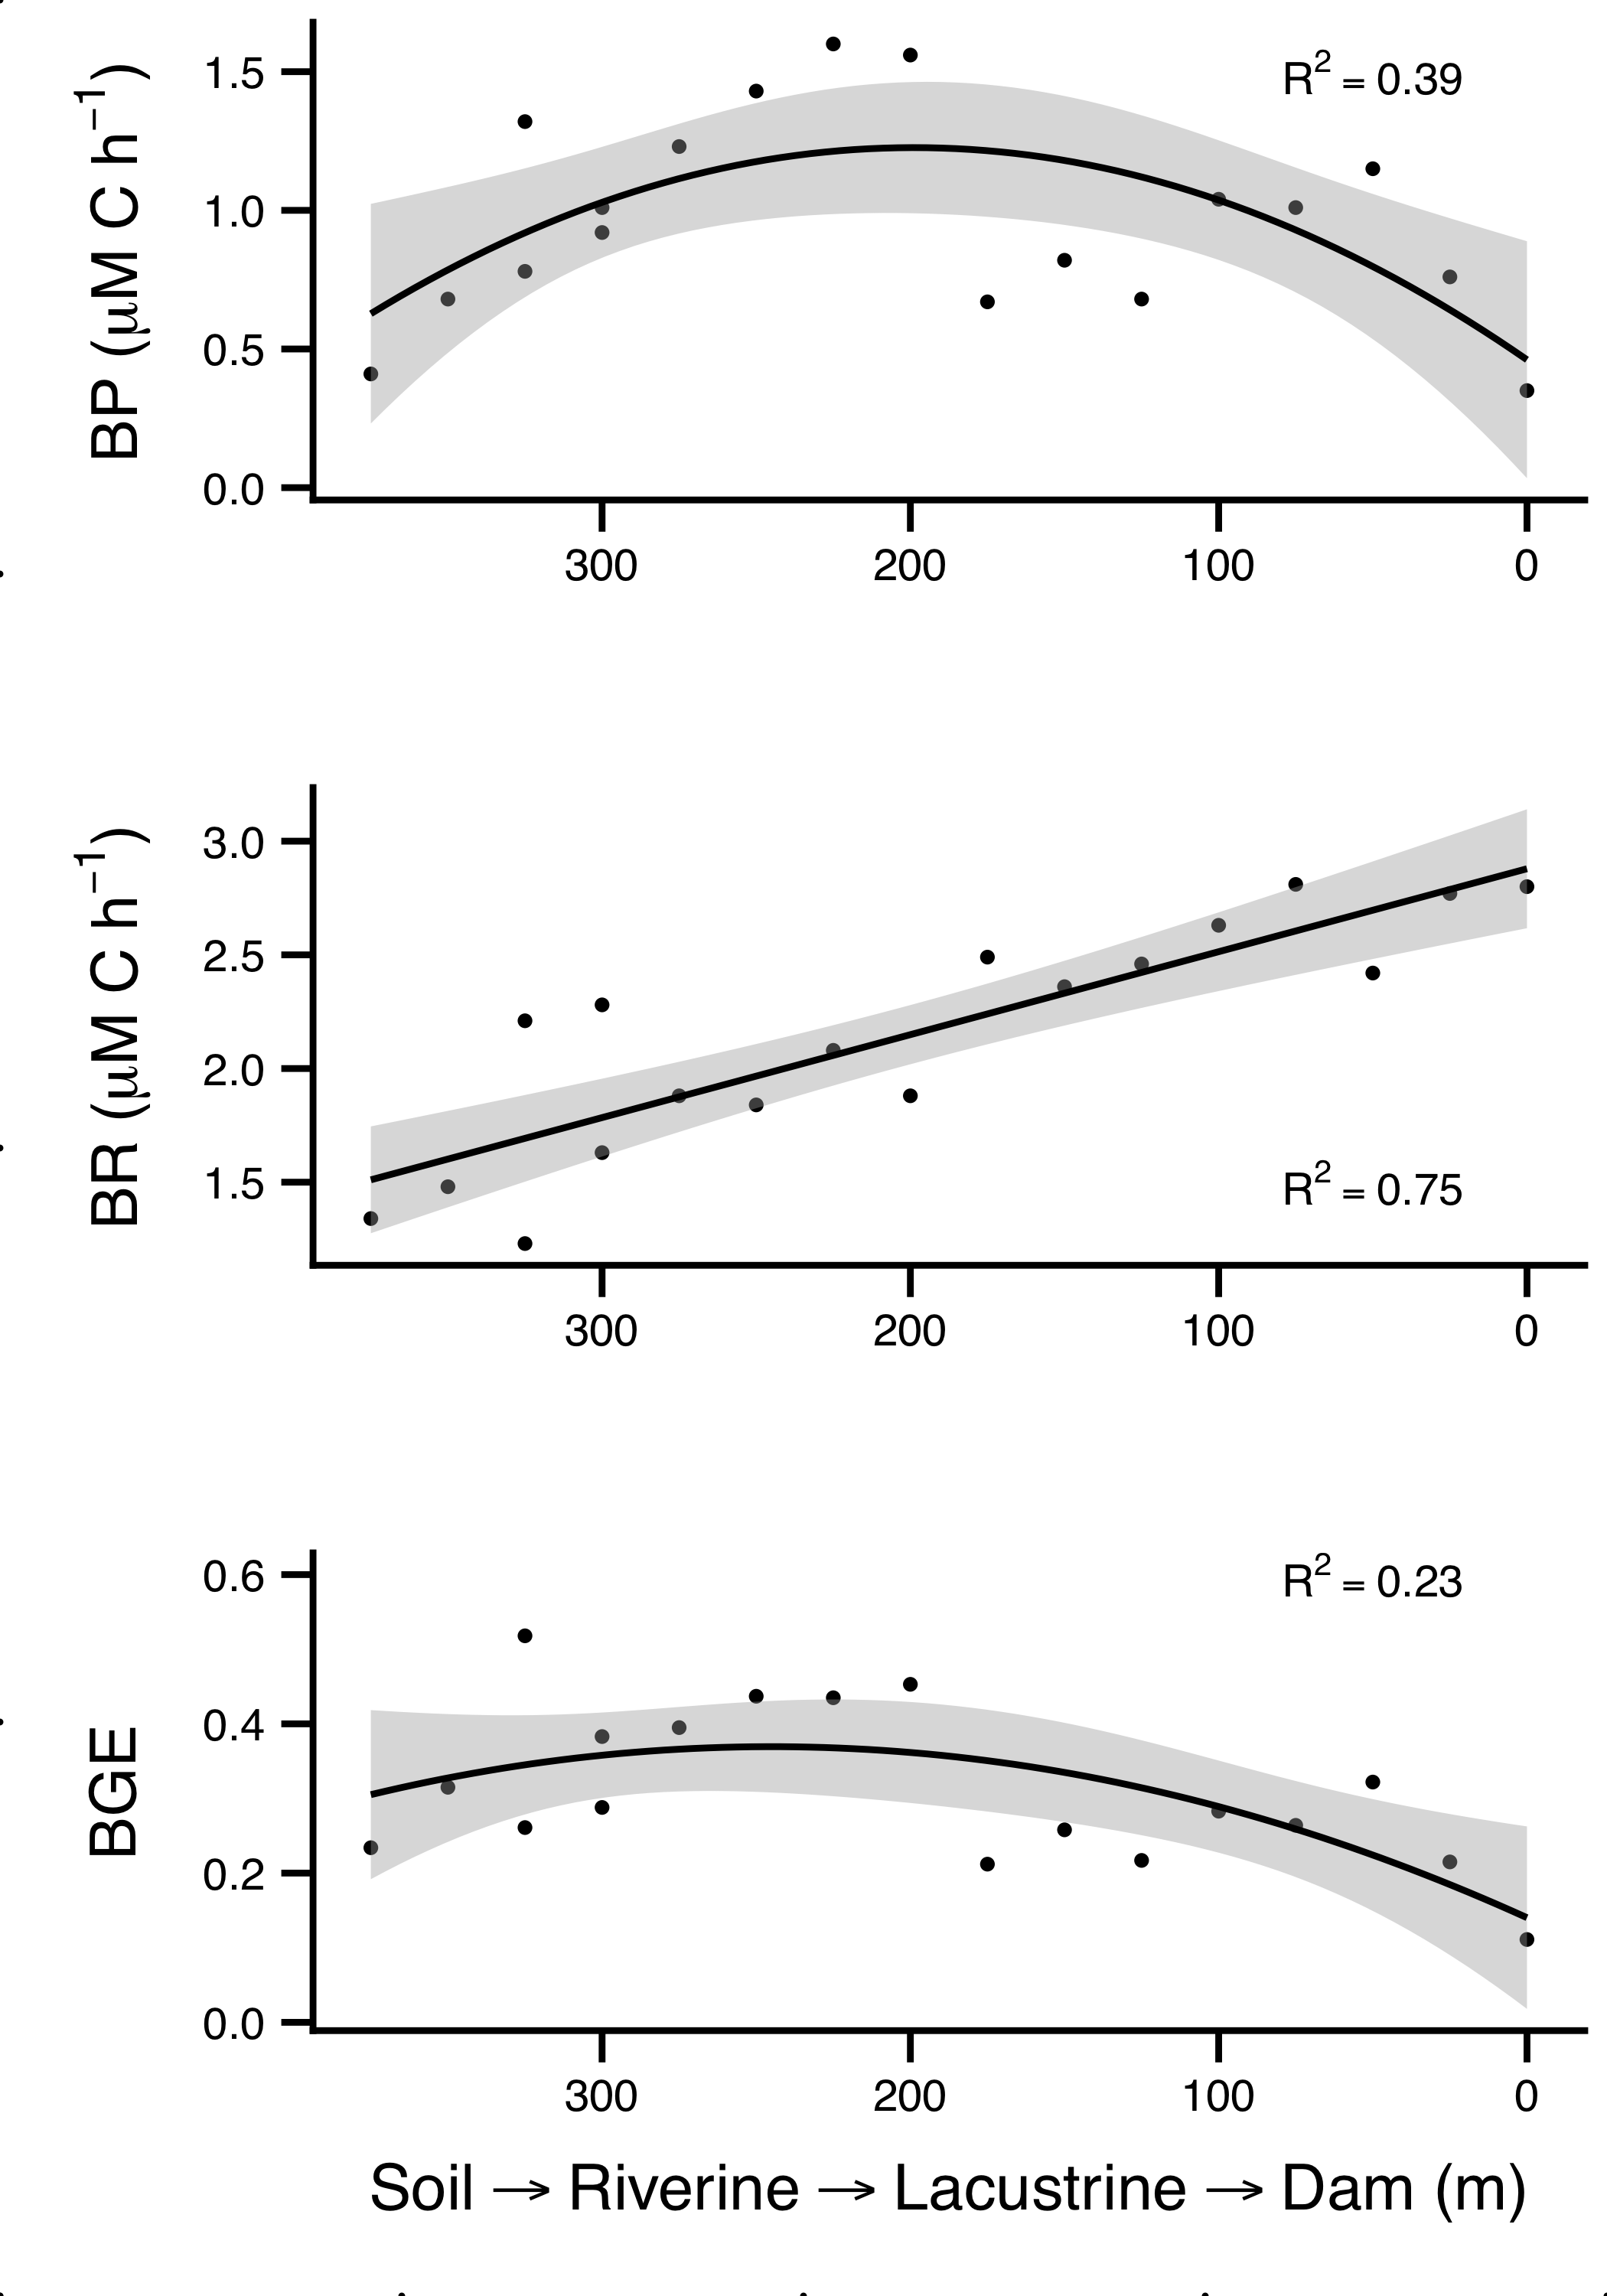 BP (μM C h⁻¹)
1.5
1.0
0.5
0.0
R² = 0.39
300 200 100 0
BR (μM C h⁻¹)
3.0
2.5
2.0
1.5
R² = 0.75
300 200 100 0
BGE
0.6
0.4
0.2
0.0
R² = 0.23
300 200 100 0
Soil → Riverine → Lacustrine → Dam (m)